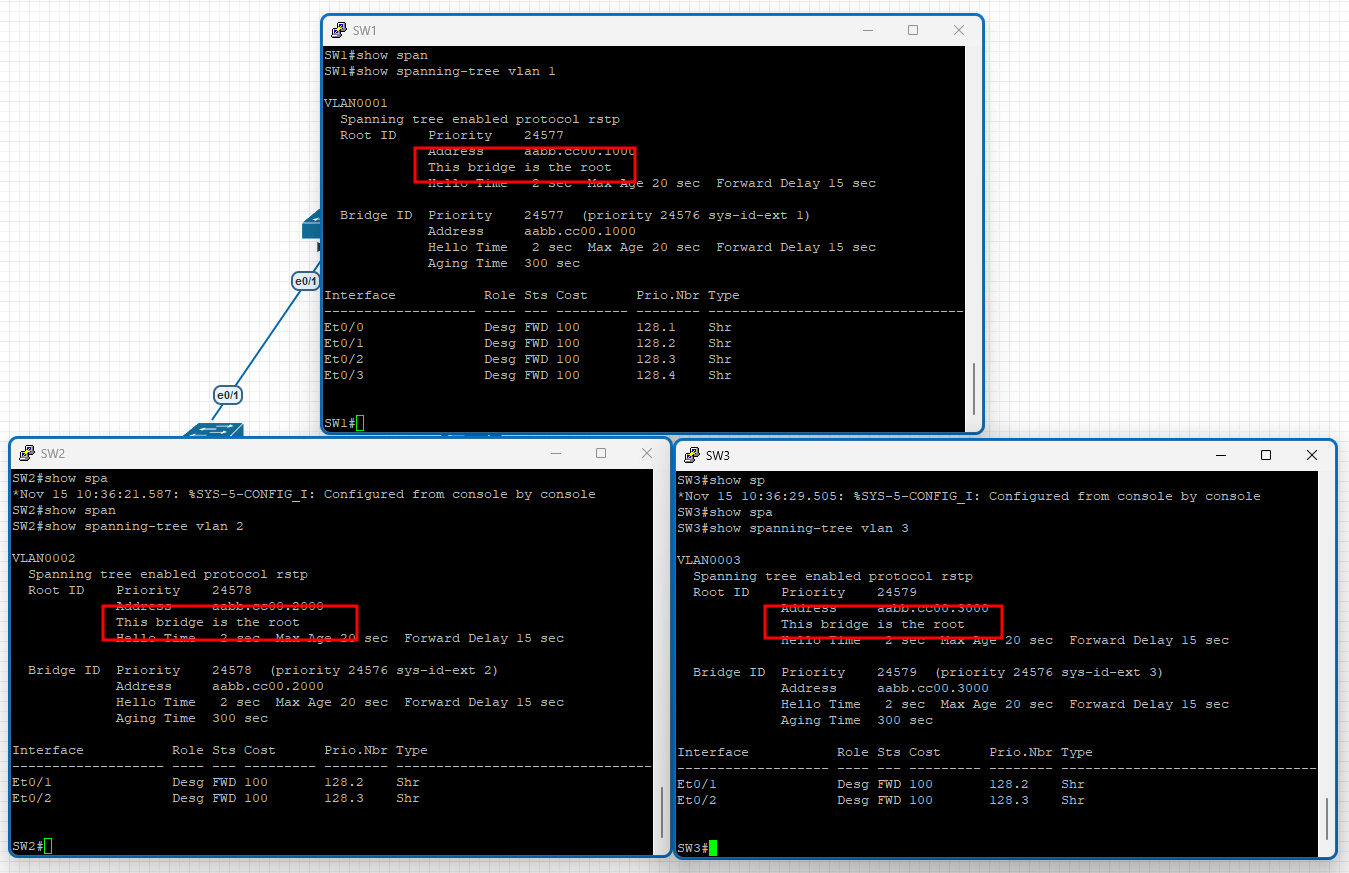 SW1
SW1#show span
SW1#show spanning-tree vlan 1
VLAN0001
Spanning tree enabled protocol rstp
Root ID Priority 24577
Address aabb.cc00.1000
This bridge is the root
Hello Time 2 sec Max Age 20 sec Forward Delay 15 sec
Bridge ID Priority 24577 (priority 24576 sys-id-ext 1)
Address aabb.cc00.1000
Hello Time 2 sec Max Age 20 sec Forward Delay 15 sec
Aging Time 300 sec
Interface Role Sts Cost Prio.Nbr Type
------------------- ---- --- --------- -------- --------------------------------
Et0/0 Desg FWD 100 128.1 Shr
Et0/1 Desg FWD 100 128.2 Shr
Et0/2 Desg FWD 100 128.3 Shr
Et0/3 Desg FWD 100 128.4 Shr
SW1#
e0/1
e0/1
SW2
SW2#show spa
*Nov 15 10:36:21.587: %SYS-5-CONFIG_I: Configured from console by console
SW2#show span
SW2#show spanning-tree vlan 2
VLAN0002
Spanning tree enabled protocol rstp
Root ID Priority 24578
Address aabb.cc00.2000
This bridge is the root
Hello Time 2 sec Max Age 20 sec Forward Delay 15 sec
Bridge ID Priority 24578 (priority 24576 sys-id-ext 2)
Address aabb.cc00.2000
Hello Time 2 sec Max Age 20 sec Forward Delay 15 sec
Aging Time 300 sec
Interface Role Sts Cost Prio.Nbr Type
------------------- ---- --- --------- -------- --------------------------------
Et0/1 Desg FWD 100 128.2 Shr
Et0/2 Desg FWD 100 128.3 Shr
SW2#
SW3
SW3#show sp
*Nov 15 10:36:29.505: %SYS-5-CONFIG_I: Configured from console by console
SW3#show spa
SW3#show spanning-tree vlan 3
VLAN0003
Spanning tree enabled protocol rstp
Root ID Priority 24579
Address aabb.cc00.3000
This bridge is the root
Hello Time 2 sec Max Age 20 sec Forward Delay 15 sec
Bridge ID Priority 24579 (priority 24576 sys-id-ext 3)
Address aabb.cc00.3000
Hello Time 2 sec Max Age 20 sec Forward Delay 15 sec
Aging Time 300 sec
Interface Role Sts Cost Prio.Nbr Type
------------------- ---- --- --------- -------- --------------------------------
Et0/1 Desg FWD 100 128.2 Shr
Et0/2 Desg FWD 100 128.3 Shr
SW3#